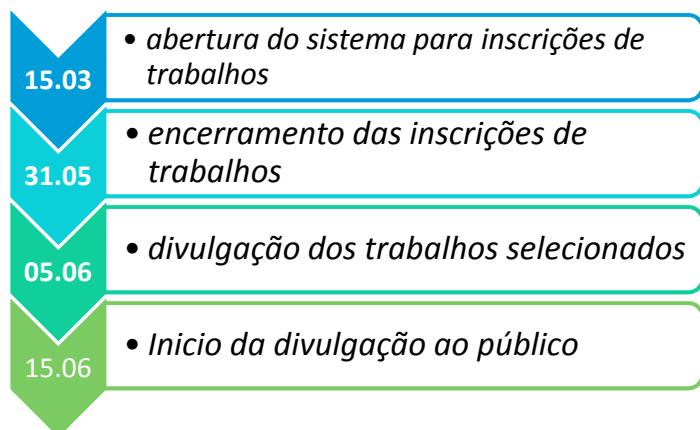 15.03
• abertura do sistema para inscrições de
trabalhos
31.05
• encerramento das inscrições de
trabalhos
05.06
• divulgação dos trabalhos selecionados
15.06
• Inicio da divulgação ao público